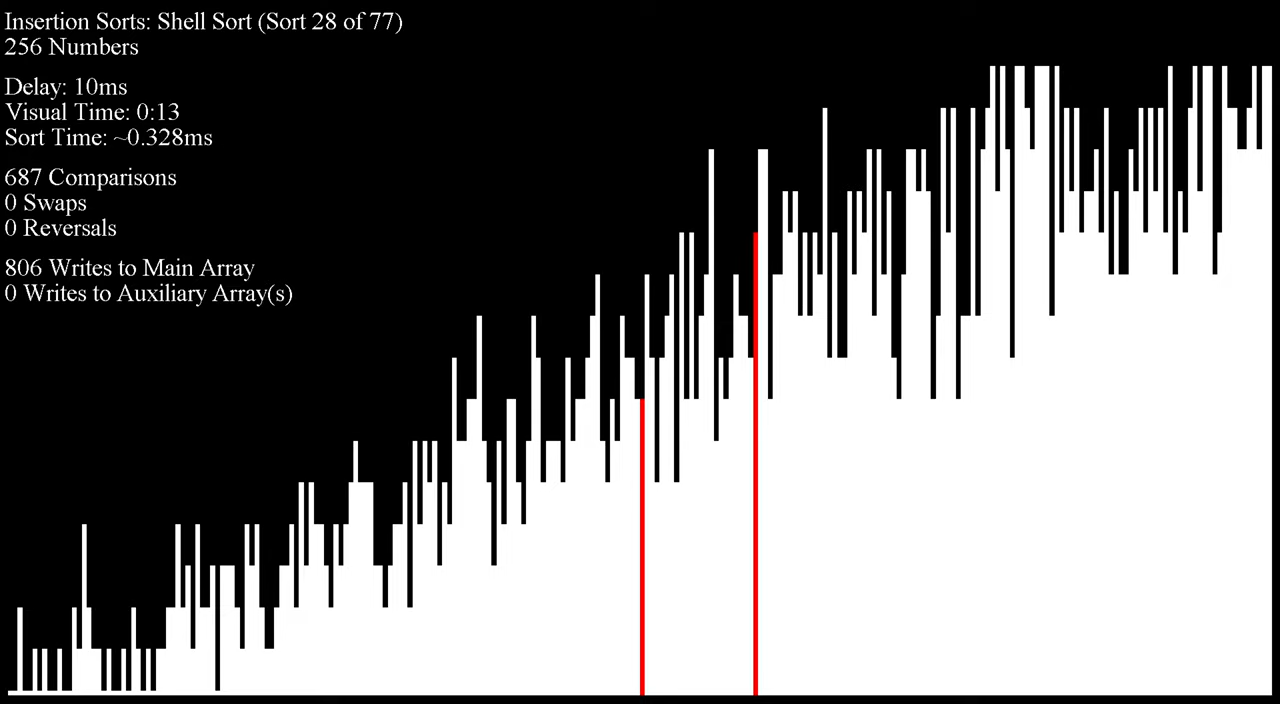 Insertion Sorts: Shell Sort (Sort 28 of 77)
256 Numbers
Delay: 10ms
Visual Time: 0:13
Sort Time: ~0.328ms
687 Comparisons
0 Swaps
0 Reversals
806 Writes to Main Array
0 Writes to Auxiliary Array(s)